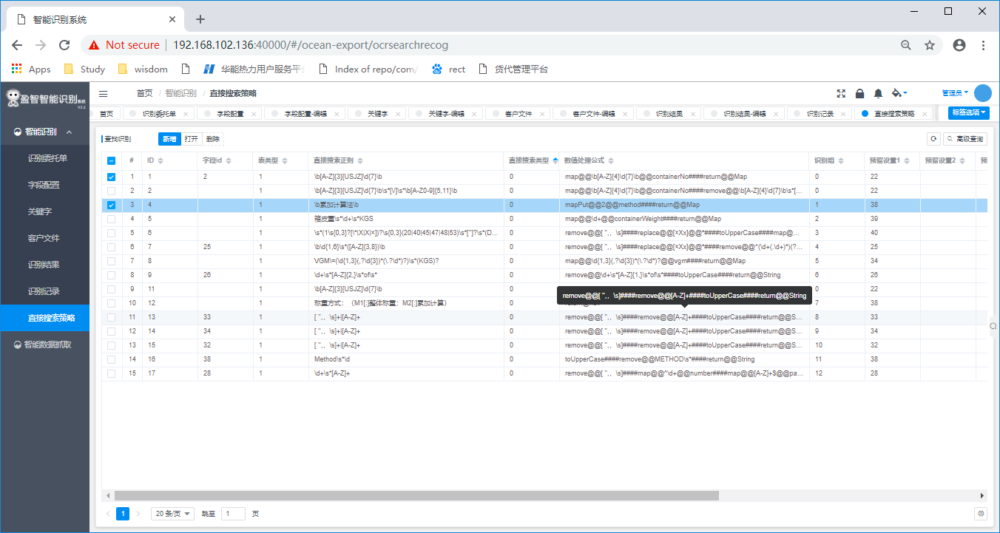 智能识别系统
Not secure 192.168.102.136:40000/#/ocean-export/ocrsearchrecog
Apps Study wisdom 华能热力用户服务平 Index of repo/com/ rect 货代管理平台
盈智智能识别系统 V2.2
首页 / 智能识别 / 直接搜索策略 管理员
首页 识别委托单 字段配置 字段配置-编辑 关键字 关键字-编辑 客户文件 客户文件-编辑 识别结果 识别结果-编辑 识别记录 直接搜索策略 标签选项
智能识别
识别委托单
字段配置
关键字
客户文件
识别结果
识别记录
直接搜索策略
智能数据抓取
查找识别 新增 打开 删除 高级查询
# ID 字段id 表类型 直接搜索正则 直接搜索类型 数值处理公式 识别组 预留设置1 预留设置2 预
1 1 2 1 \b[A-Z]{3}[USJZ]\d{7}\b 0 map@@\b[A-Z]{4}\d{7}\b@@containerNo####return@@Map 0 22
2 2 1 \b[A-Z]{3}[USJZ]\d{7}\b\s*[\/]\s*\b[A-Z0-9]{5,11}\b 0 map@@\b[A-Z]{4}\d{7}\b@@containerNo####remove@@\b[A-Z]{4}\d{7}\b\s*[... 0 22
3 4 1 \b累加计算法\b 0 mapPut@@2@@method####return@@Map 1 38
4 5 1 箱皮重\s*\d+\s*KGS 0 map@@\d+@@containerWeight####return@@Map 2 39
5 6 1 \s*(1\s{0,3}?[\*|X|X|×])?\s{0,3}(20|40|45|47|48|53)\s*['']?\s*(D... 0 remove@@[ '',, \s]####replace@@[×Xx]@@*####toUpperCase####map@... 3 40
6 7 25 1 \b\d{1,6}\s*([A-Z]{3,8})\b 0 remove@@[ '',, \s]####replace@@[×Xx]@@*####remove@@^(\d+(.\d+)*)(?... 4 25
7 8 1 VGM\=(\d{1,3}(,?\d{3})*(\.?\d*)?)\s*(KGS)? 0 map@@\d{1,3}(,?\d{3})*(\.?\d*)?@@vgm####return@@Map 5 34
8 9 26 1 \d+\s*[A-Z]{2,}\s*of\s* 0 remove@@\d+\s*[A-Z]{1,}\s*of\s*####toUpperCase####return@@String 6 26
9 11 1 \b[A-Z]{3}[USJZ]\d{7}\b 0 0 22
remove@@[ '',, \s]####remove@@[A-Z]+####toUpperCase####return@@String
10 12 1 称重方式：（M1[:]整体称重；M2[:]累加计算） 0 7 38
11 13 33 1 [ '',, \s]+|[A-Z]+ 0 remove@@[ '',, \s]####remove@@[A-Z]+####toUpperCase####return@@S... 8 33
12 14 34 1 [ '',, \s]+|[A-Z]+ 0 remove@@[ '',, \s]####remove@@[A-Z]+####toUpperCase####return@@S... 9 34
13 15 32 1 [ '',, \s]+|[A-Z]+ 0 remove@@[ '',, \s]####remove@@[A-Z]+####toUpperCase####return@@S... 10 32
14 16 38 1 Method\s*\d 0 toUpperCase####remove@@METHOD\s*####return@@String 11 38
15 17 28 1 \d+\s*[A-Z]+ 0 remove@@[ '',, \s]####map@@^\d+@@number####map@@[A-Z]+$@@pa... 12 28
1 20 条/页 跳至 1 页